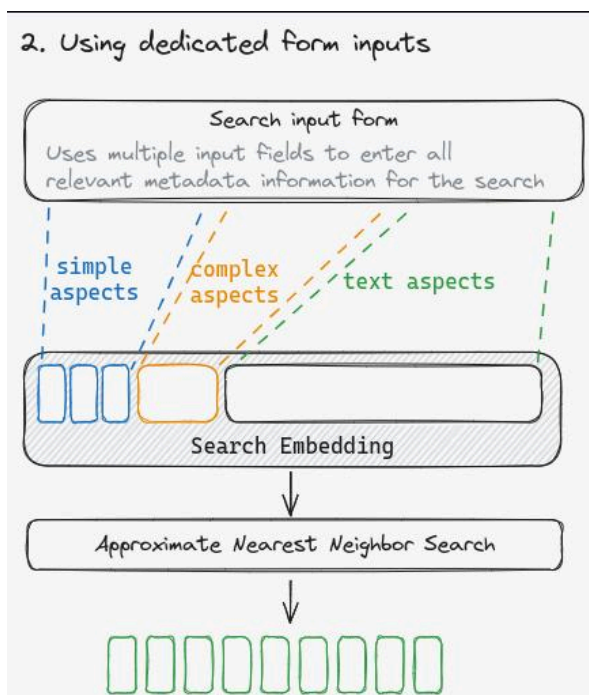 2. Using dedicated form inputs
Search input form
Uses multiple input fields to enter all
relevant metadata information for the search
simple
aspects
complex
aspects
text aspects
Search Embedding
Approximate Nearest Neighbor Search